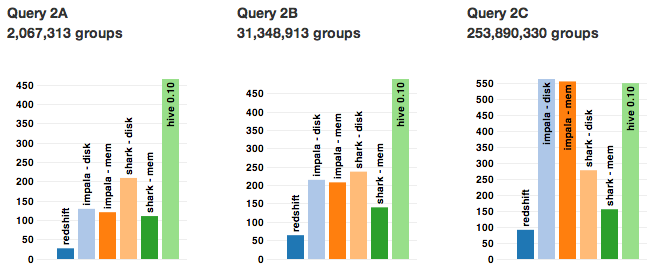 Query 2A
2,067,313 groups
450
400
350
300
250
200
150
100
50
0
redshift
impala - disk
impala - mem
shark - disk
shark - mem
hive 0.10
Query 2B
31,348,913 groups
450
400
350
300
250
200
150
100
50
0
redshift
impala - disk
impala - mem
shark - disk
shark - mem
hive 0.10
Query 2C
253,890,330 groups
550
500
450
400
350
300
250
200
150
100
50
0
redshift
impala - disk
impala - mem
shark - disk
shark - mem
hive 0.10